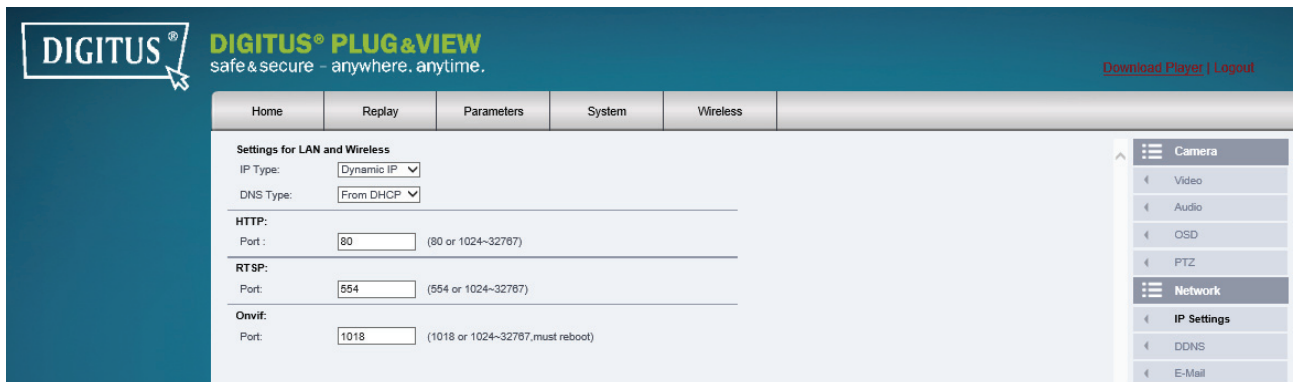 DIGITUS®
DIGITUS® PLUG&VIEW
safe & secure – anywhere. anytime.
Download Player | Logout
Home Replay Parameters System Wireless
Settings for LAN and Wireless
IP Type: Dynamic IP
DNS Type: From DHCP
HTTP:
Port : 80 (80 or 1024~32767)
RTSP:
Port: 554 (554 or 1024~32767)
Onvif:
Port: 1018 (1018 or 1024~32767,must reboot)
Camera
Video
Audio
OSD
PTZ
Network
IP Settings
DDNS
E-Mail